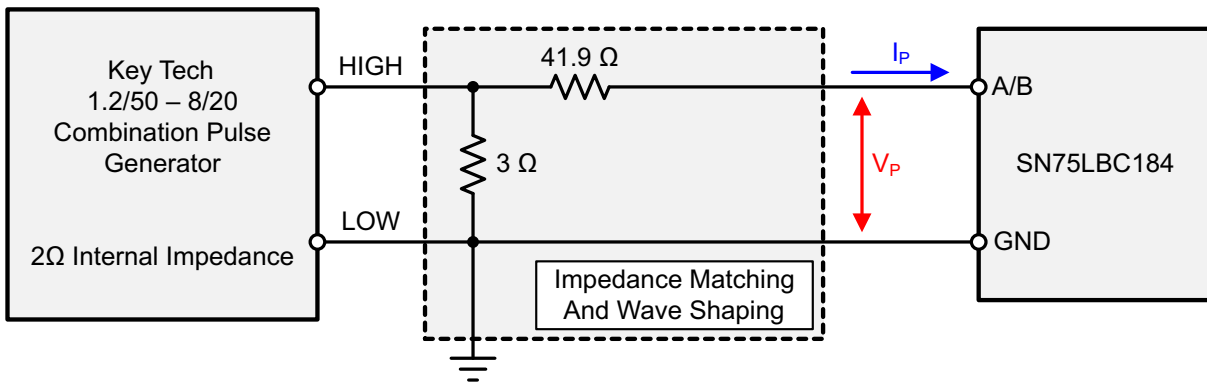 Key Tech
1.2/50 – 8/20
Combination Pulse
Generator
2Ω Internal Impedance
HIGH
LOW
41.9 Ω
3 Ω
Impedance Matching
And Wave Shaping
IP
VP
A/B
SN75LBC184
GND